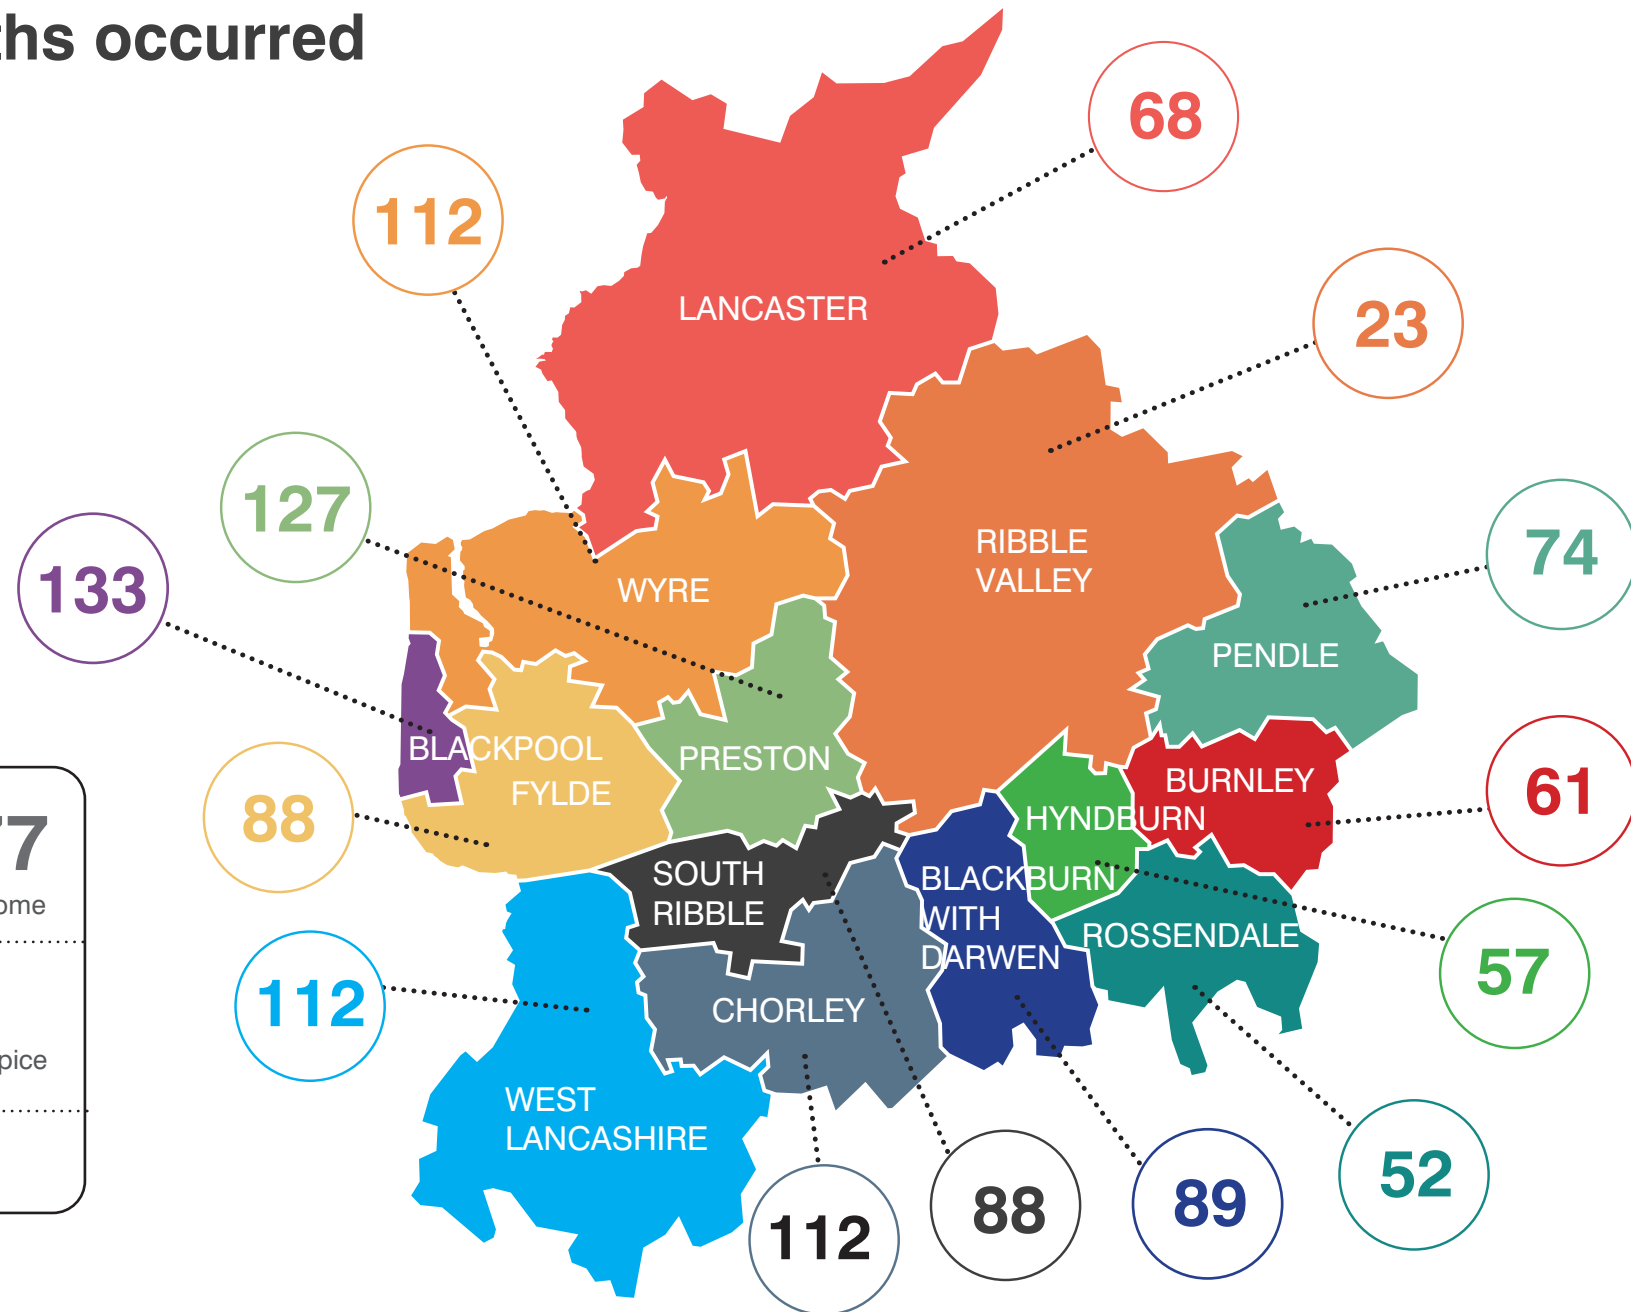 ths occurred
68
112
23
LANCASTER
127
74
133
RIBBLE
VALLEY
WYRE
PENDLE
BLACKPOOL
FYLDE
PRESTON
BURNLEY
61
HYNDBURN
88
7
ome
SOUTH
RIBBLE
BLACKBURN
WITH
DARWEN
ROSSENDALE
57
112
CHORLEY
pice
WEST
LANCASHIRE
112
88
89
52